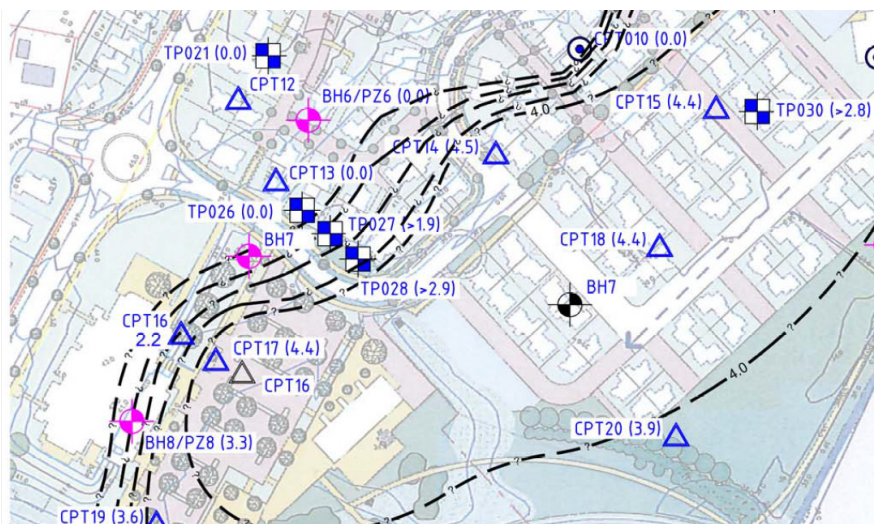 CPT010 (0.0)
TP021 (0.0)
CPT12
BH6/PZ6 (0.0)
4.0
CPT15 (4.4)
TP030 (>2.8)
CPT14 (4.5)
CPT13 (0.0)
TP026 (0.0)
TP027 (>1.9)
BH7
CPT18 (4.4)
TP028 (>2.9)
BH7
CPT16
2.2
CPT17 (4.4)
CPT16
4.0
BH8/PZ8 (3.3)
CPT20 (3.9)
CPT19 (3.6)